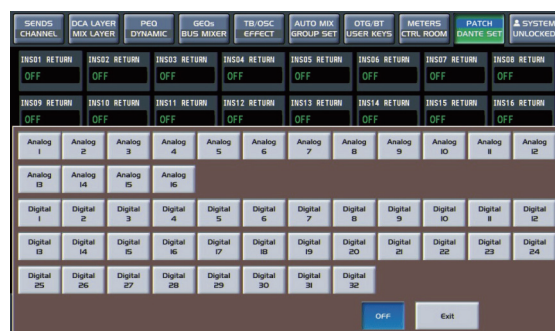 SENDS DCA LAYER PEQ GEQs TB/OSC AUTO MIX OTG/BT METERS PATCH SYSTEM
CHANNEL MIX LAYER DYNAMIC BUS MIXER EFFECT GROUP SET USER KEYS CTRL ROOM DANTE SET UNLOCKED
INS01 RETURN INS02 RETURN INS03 RETURN INS04 RETURN INS05 RETURN INS06 RETURN INS07 RETURN INS08 RETURN
OFF OFF OFF OFF OFF OFF OFF OFF
INS09 RETURN INS10 RETURN INS11 RETURN INS12 RETURN INS13 RETURN INS14 RETURN INS15 RETURN INS16 RETURN
OFF OFF OFF OFF OFF OFF OFF OFF
Analog Analog Analog Analog Analog Analog Analog Analog Analog Analog Analog Analog
1 2 3 4 5 6 7 8 9 10 11 12
Analog Analog Analog Analog
13 14 15 16
Digital Digital Digital Digital Digital Digital Digital Digital Digital Digital Digital Digital
1 2 3 4 5 6 7 8 9 10 11 12
Digital Digital Digital Digital Digital Digital Digital Digital Digital Digital Digital Digital
13 14 15 16 17 18 19 20 21 22 23 24
Digital Digital Digital Digital Digital Digital Digital Digital
25 26 27 28 29 30 31 32
OFF Exit